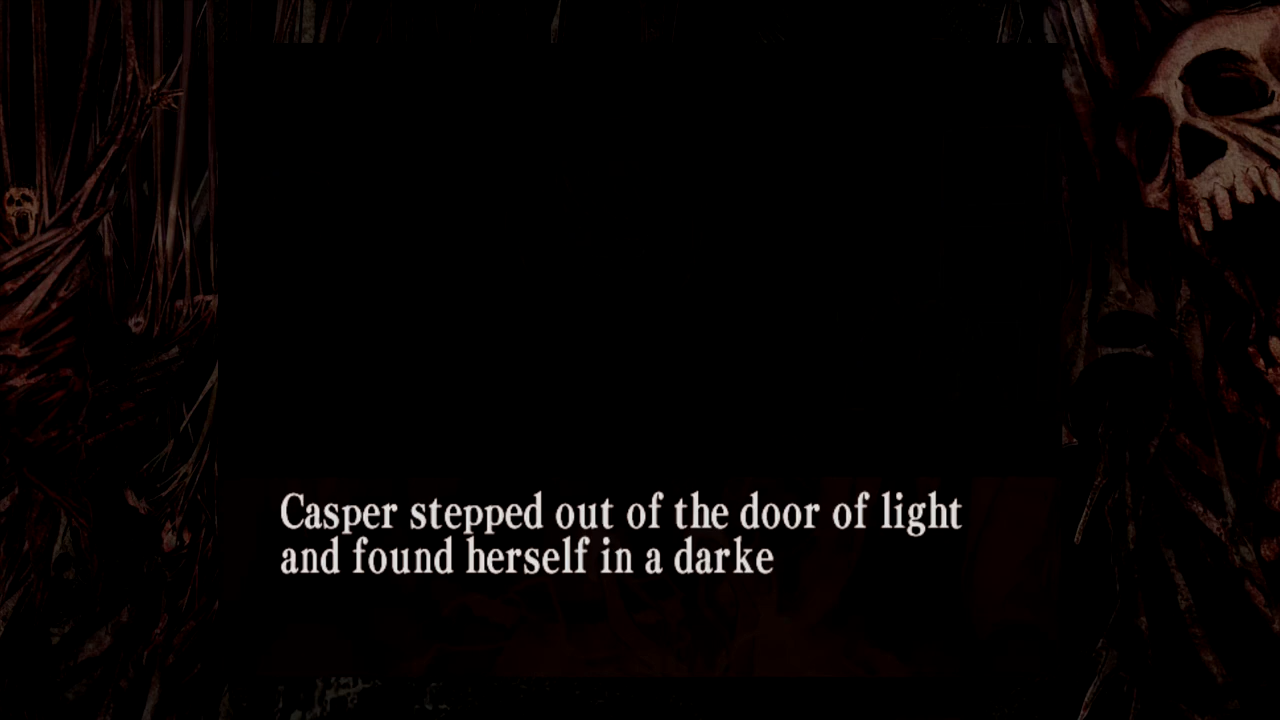 Casper stepped out of the door of light
and found herself in a darke